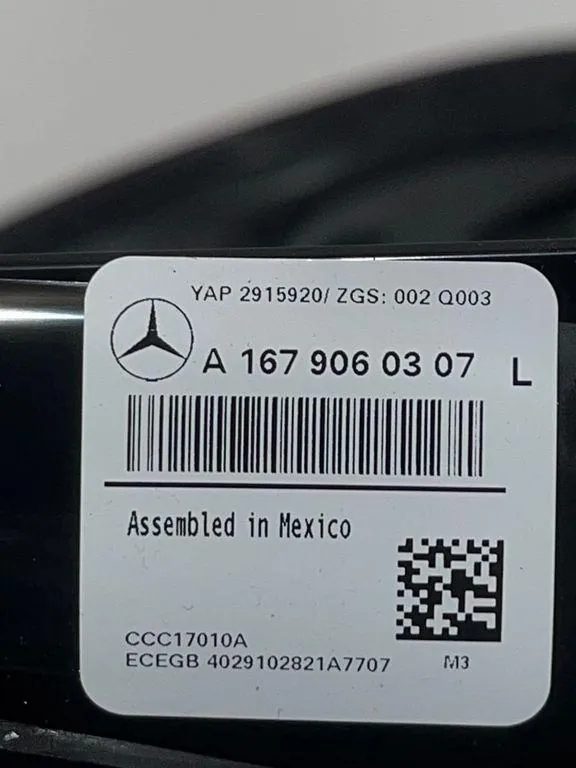 YAP 2915920/ ZGS: 002 Q003
A 167 906 03 07 L
Assembled in Mexico
CCC17010A
ECEGB 4029102821A7707 M3